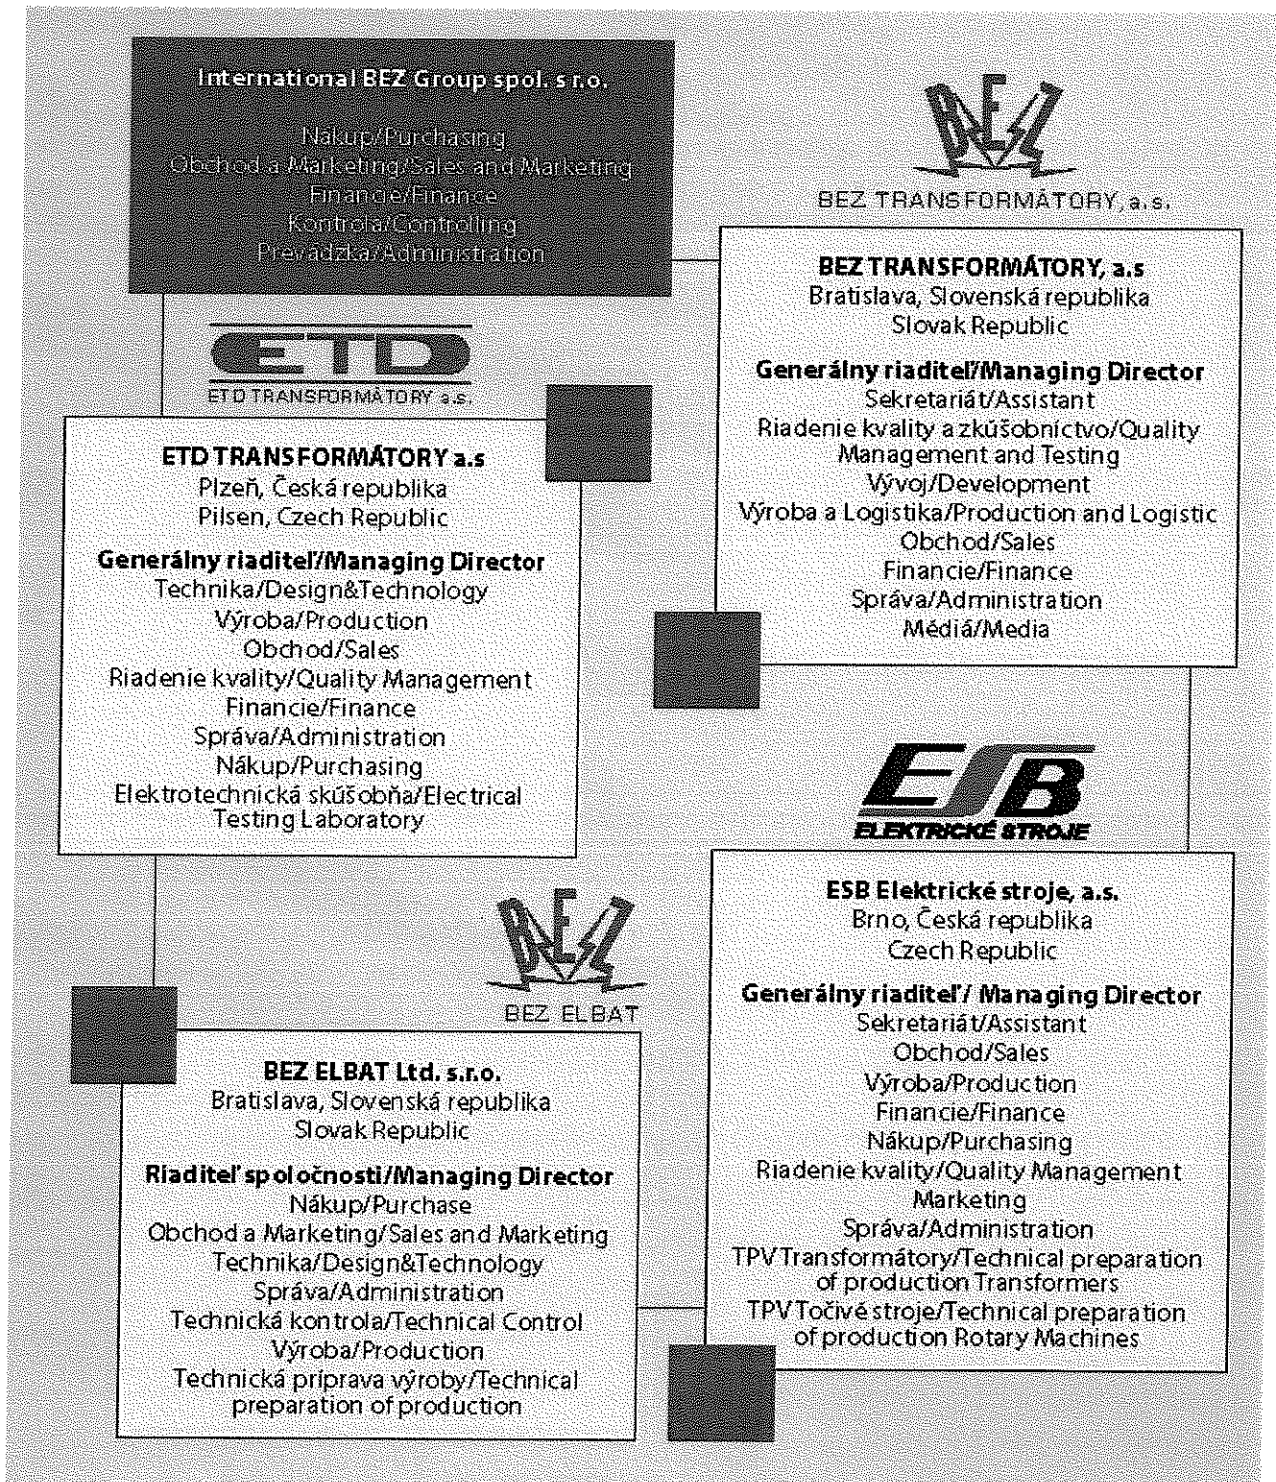 International BEZ Group spol. s r.o.
Nákup/Purchasing
Obchod a Marketing/Sales and Marketing
Financie/Finance
Kontrola/Controlling
Prevádzka/Administration
BEZ
BEZ TRANSFORMÁTORY, a.s.
BEZ TRANSFORMÁTORY, a.s
Bratislava, Slovenská republika
Slovak Republic
Generálny riaditeľ/Managing Director
Sekretariát/Assistant
Riadenie kvality a zkúšobníctvo/Quality
Management and Testing
Vývoj/Development
Výroba a Logistika/Production and Logistic
Obchod/Sales
Financie/Finance
Správa/Administration
Médiá/Media
ETD
ETD TRANSFORMÁTORY a.s.
ETD TRANSFORMÁTORY a.s
Plzeň, Česká republika
Pilsen, Czech Republic
Generálny riaditeľ/Managing Director
Technika/Design&Technology
Výroba/Production
Obchod/Sales
Riadenie kvality/Quality Management
Financie/Finance
Správa/Administration
Nákup/Purchasing
Elektrotechnická skúšobňa/Electrical
Testing Laboratory
ESB
ELEKTRICKÉ STROJE
ESB Elektrické stroje, a.s.
Brno, Česká republika
Czech Republic
Generálny riaditeľ/ Managing Director
Sekretariát/Assistant
Obchod/Sales
Výroba/Production
Financie/Finance
Nákup/Purchasing
Riadenie kvality/Quality Management
Marketing
Správa/Administration
TPV Transformátory/Technical preparation
of production Transformers
TPV Točivé stroje/Technical preparation
of production Rotary Machines
BEZ
BEZ ELBAT
BEZ ELBAT Ltd. s.r.o.
Bratislava, Slovenská republika
Slovak Republic
Riaditeľ spoločnosti/Managing Director
Nákup/Purchase
Obchod a Marketing/Sales and Marketing
Technika/Design&Technology
Správa/Administration
Technická kontrola/Technical Control
Výroba/Production
Technická príprava výroby/Technical
preparation of production